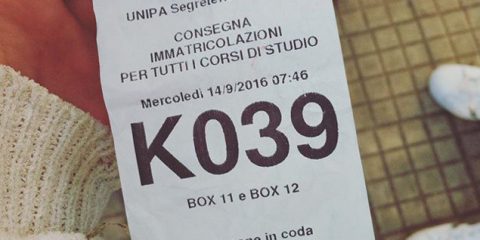 UNIPA
CONSEGNA
IMMATRICOLAZIONI
PER TUTTI I CORSI DI STUDIO
Mercoledì 14/9/2016 07:46
K039
BOX 11 e BOX 12
in coda